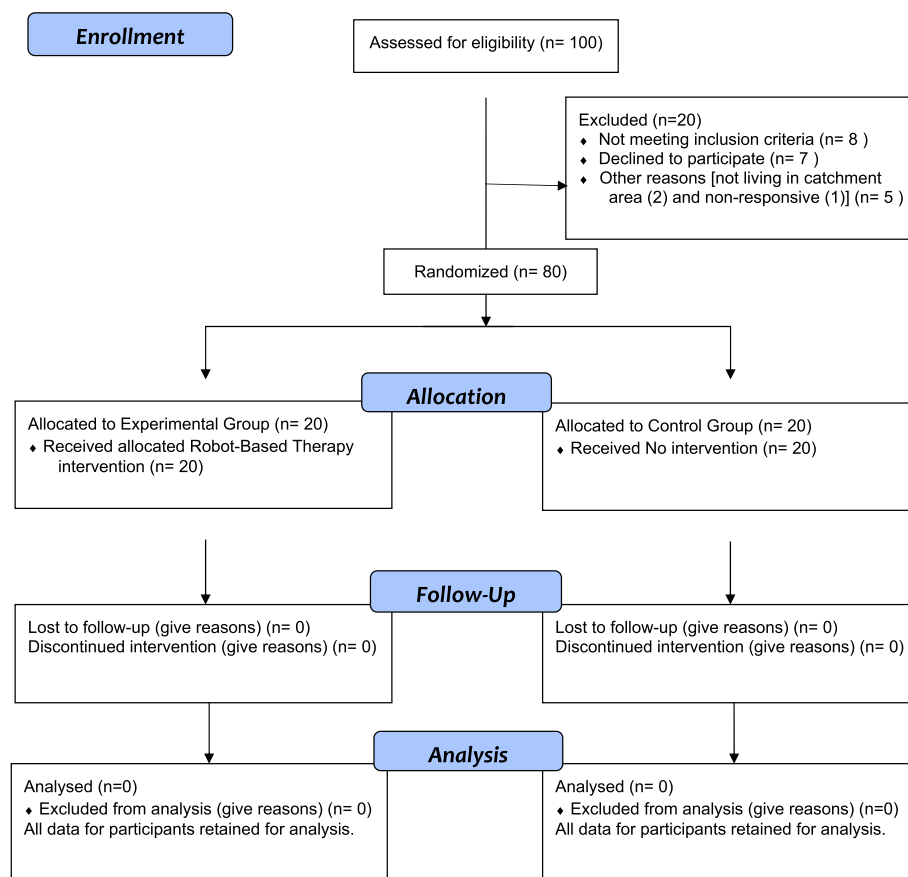 Enrollment
Assessed for eligibility (n= 100)
Excluded (n=20)
♦ Not meeting inclusion criteria (n= 8 )
♦ Declined to participate (n= 7 )
♦ Other reasons [not living in catchment
area (2) and non-responsive (1)] (n= 5 )
Randomized (n= 80)
Allocation
Allocated to Experimental Group (n= 20)
♦ Received allocated Robot-Based Therapy
intervention (n= 20)
Allocated to Control Group (n= 20)
♦ Received No intervention (n= 20)
Follow-Up
Lost to follow-up (give reasons) (n= 0)
Discontinued intervention (give reasons) (n= 0)
Lost to follow-up (give reasons) (n= 0)
Discontinued intervention (give reasons) (n= 0)
Analysis
Analysed (n=0)
♦ Excluded from analysis (give reasons) (n= 0)
All data for participants retained for analysis.
Analysed (n= 0)
♦ Excluded from analysis (give reasons) (n=0)
All data for participants retained for analysis.